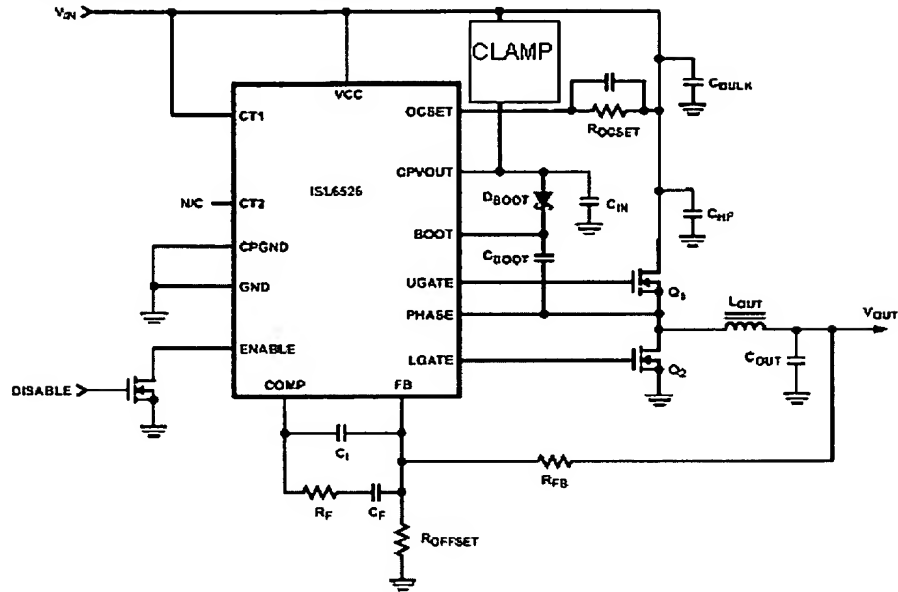 VIN
CLAMP
CBULK
VCC
CT1
OCSET
ROCSET
CPVOUT
ISL6526
DBOOT
CIN
N/C
CT2
CHF
BOOT
CPGND
CBOOT
UGATE
Q1
GND
PHASE
LOUT
VOUT
ENABLE
LGATE
Q2
COUT
COMP
FB
DISABLE
CI
RFB
RF
CF
ROFFSET